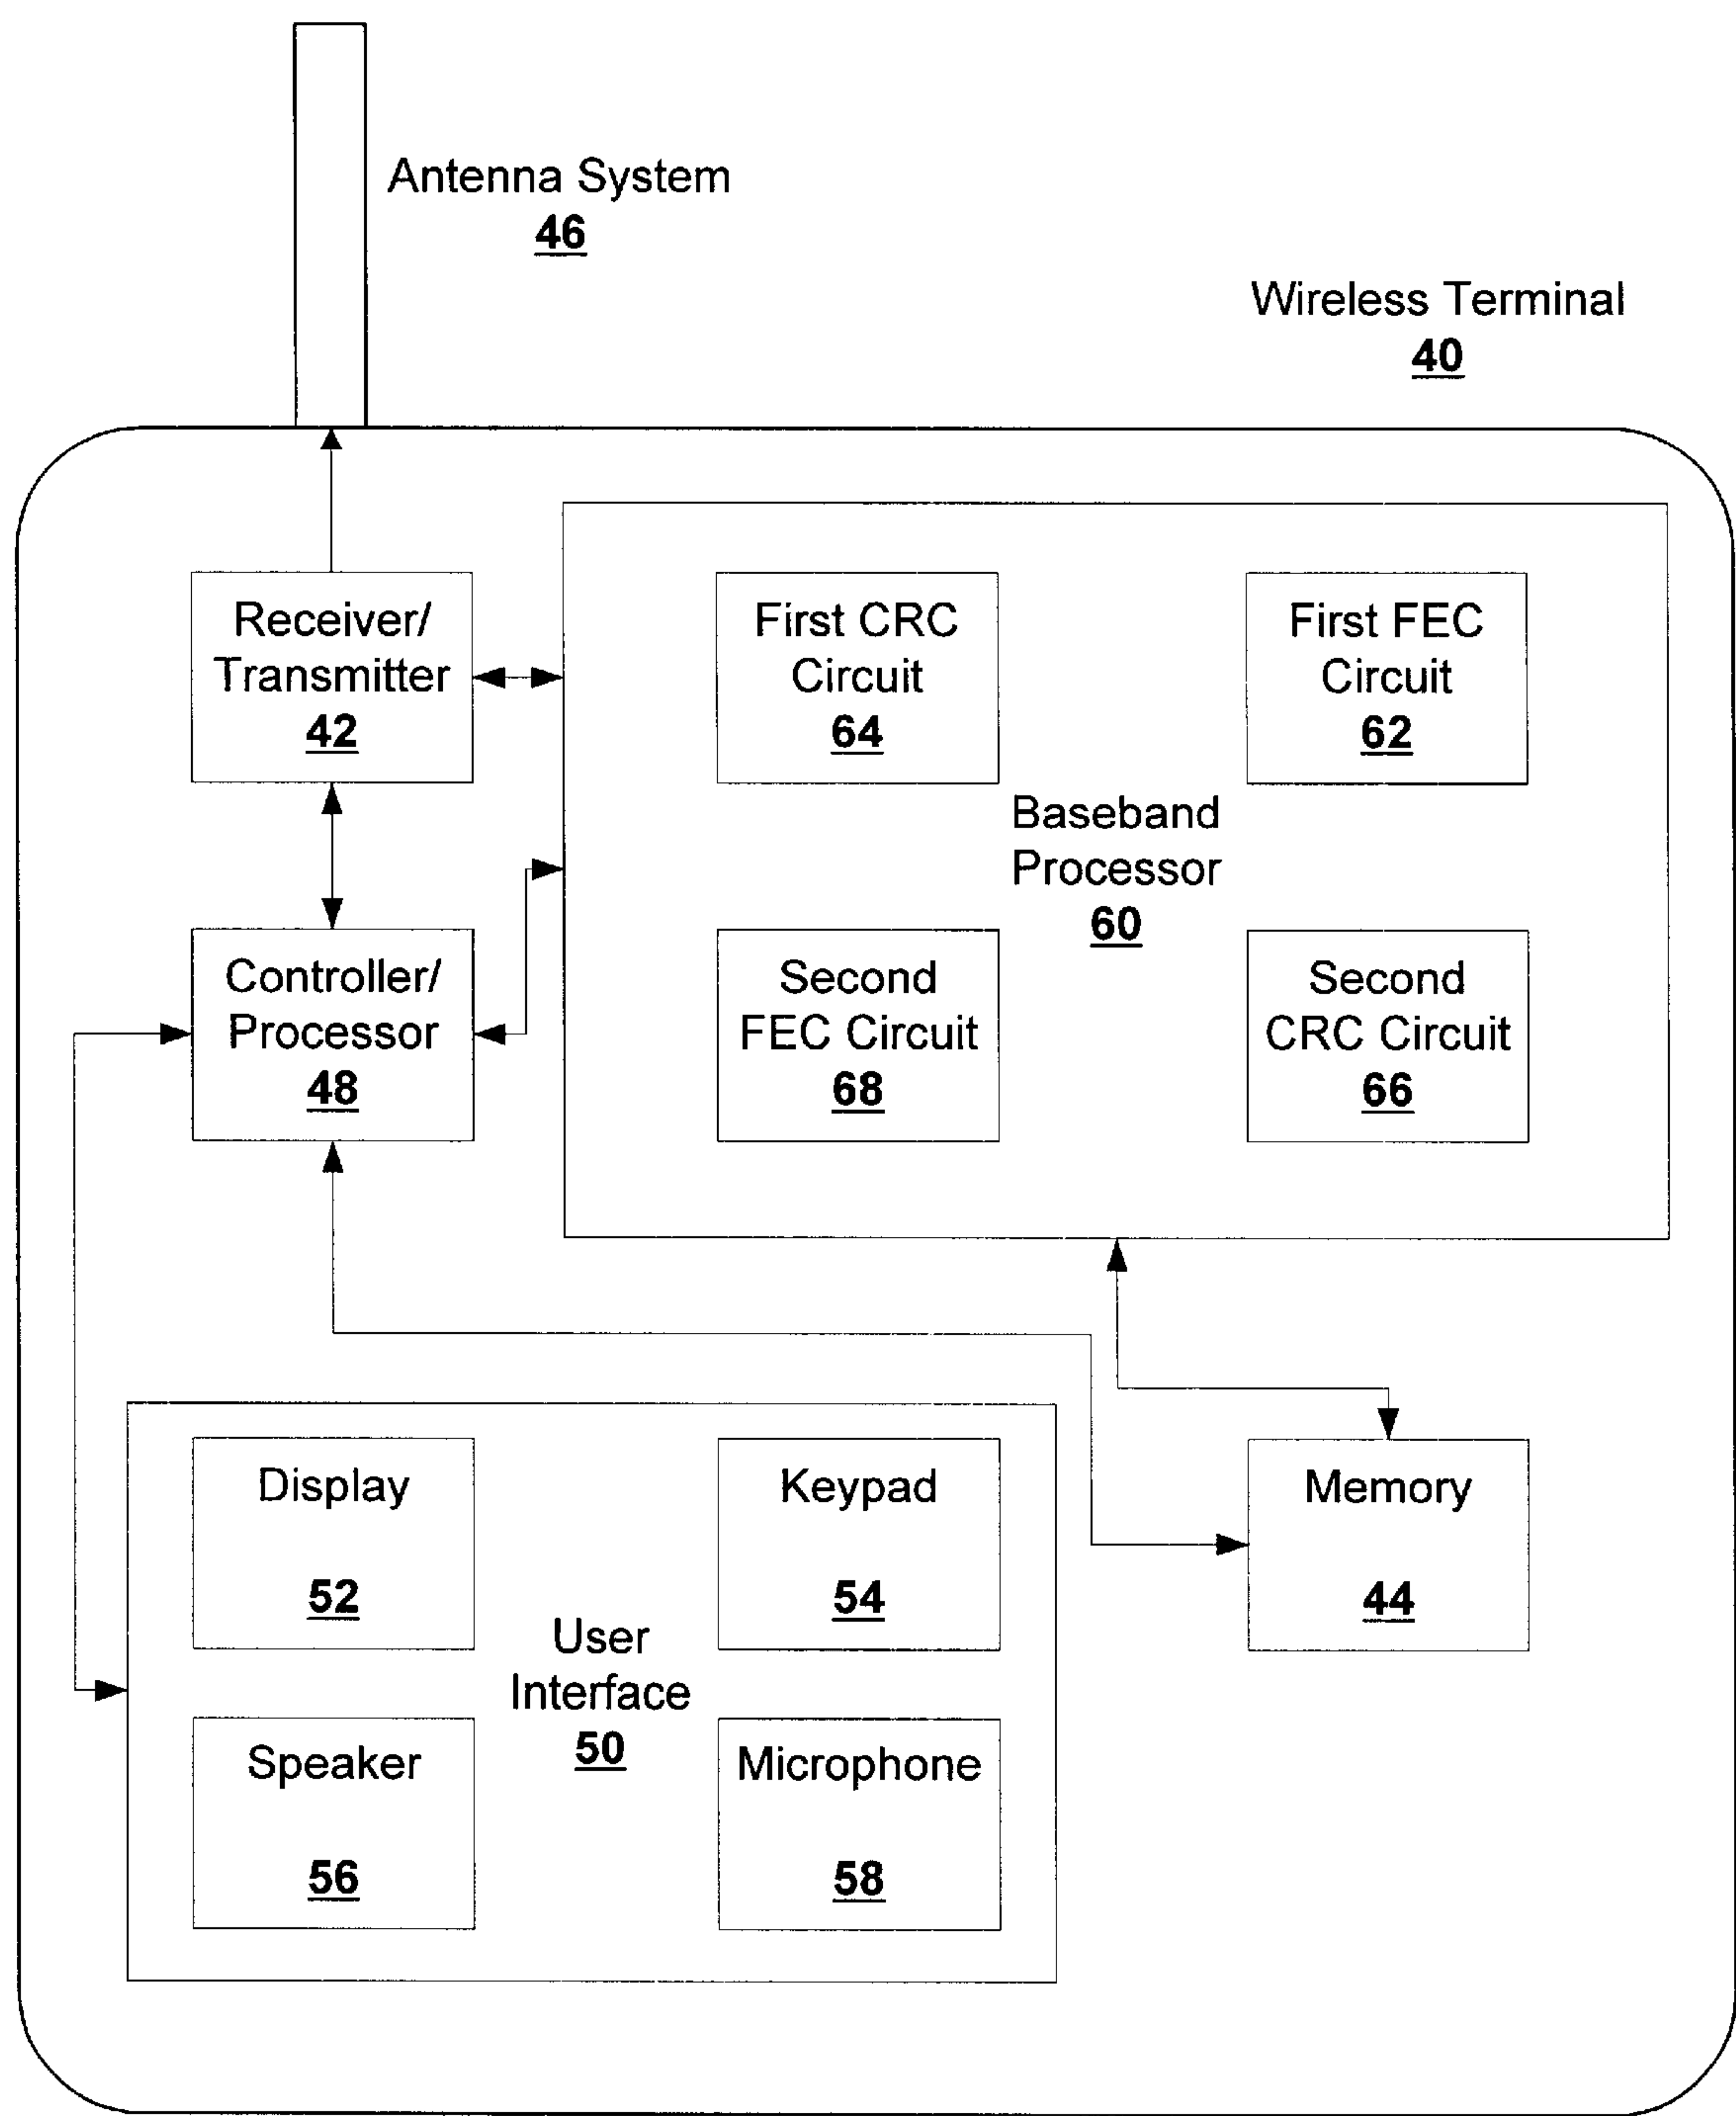 Antenna System
46
Wireless Terminal
40
Receiver/
Transmitter
42
First CRC
Circuit
64
First FEC
Circuit
62
Baseband
Processor
60
Controller/
Processor
48
Second
FEC Circuit
68
Second
CRC Circuit
66
Display
52
Keypad
54
User
Interface
50
Memory
44
Speaker
56
Microphone
58